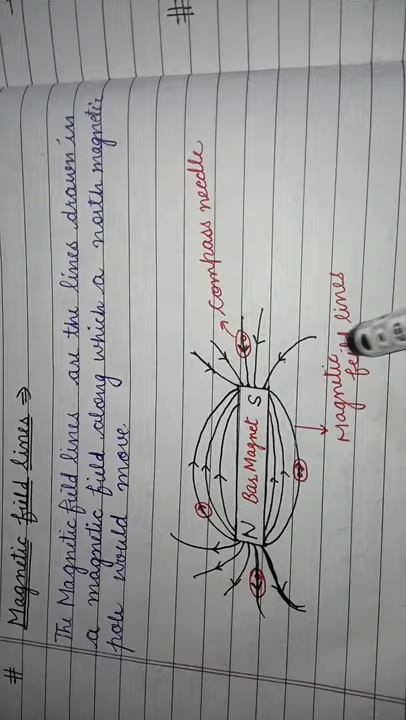 # Magnetic field lines ⇒
The Magnetic field lines are the lines drawn in
a magnetic field along which a north magnetic
pole would move.
compass needle
N Bar Magnet S
Magnetic
field lines
#